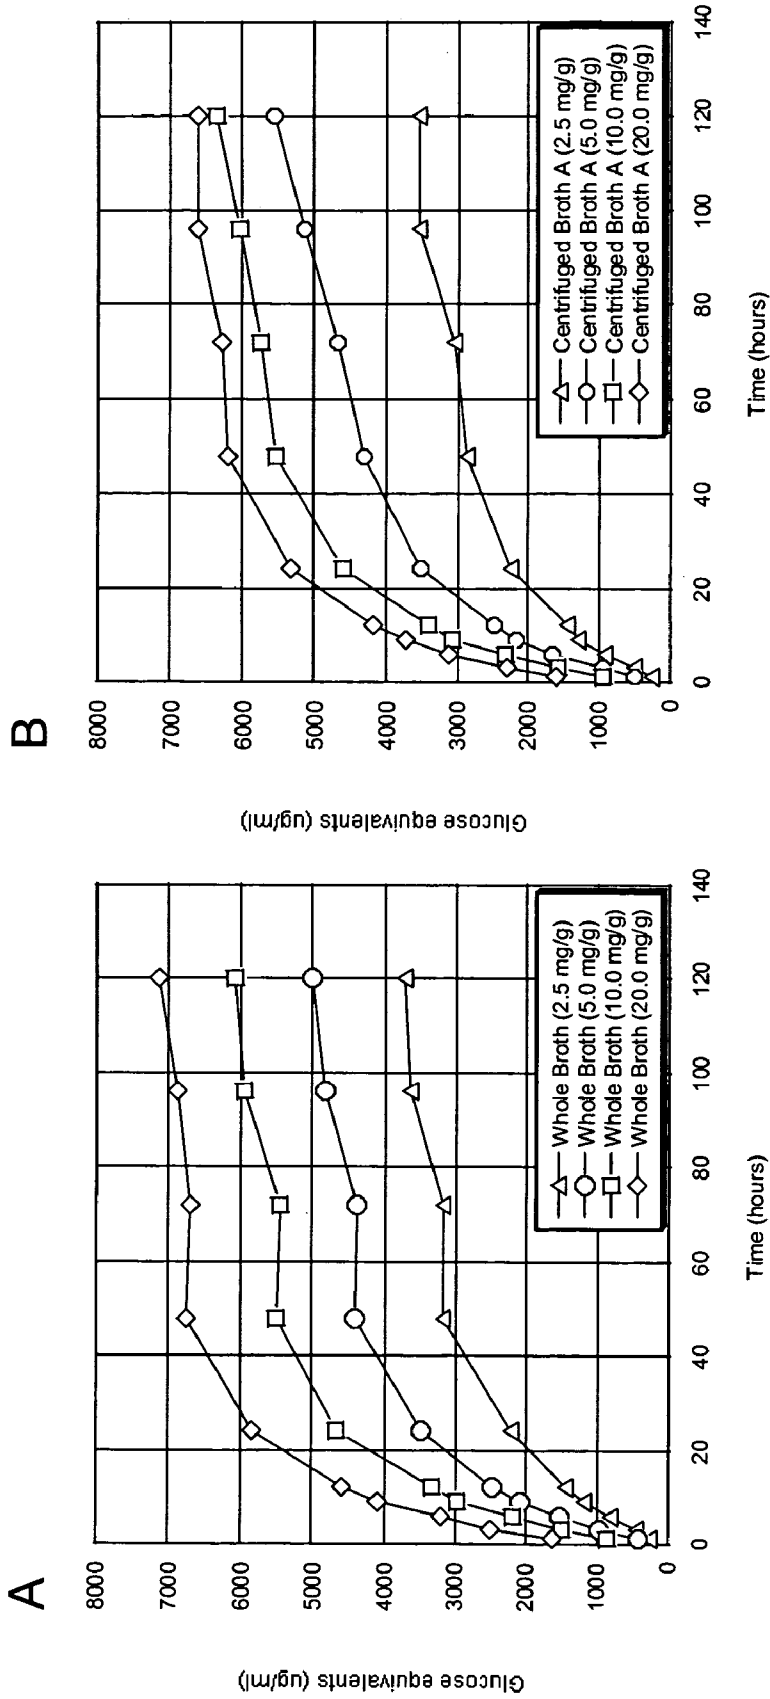 A
Glucose equivalents (ug/ml)
8000
7000
6000
5000
4000
3000
2000
1000
0
0 20 40 60 80 100 120 140
Time (hours)
Whole Broth (2.5 mg/g)
Whole Broth (5.0 mg/g)
Whole Broth (10.0 mg/g)
Whole Broth (20.0 mg/g)
B
Glucose equivalents (ug/ml)
8000
7000
6000
5000
4000
3000
2000
1000
0
0 20 40 60 80 100 120 140
Time (hours)
Centrifuged Broth A (2.5 mg/g)
Centrifuged Broth A (5.0 mg/g)
Centrifuged Broth A (10.0 mg/g)
Centrifuged Broth A (20.0 mg/g)